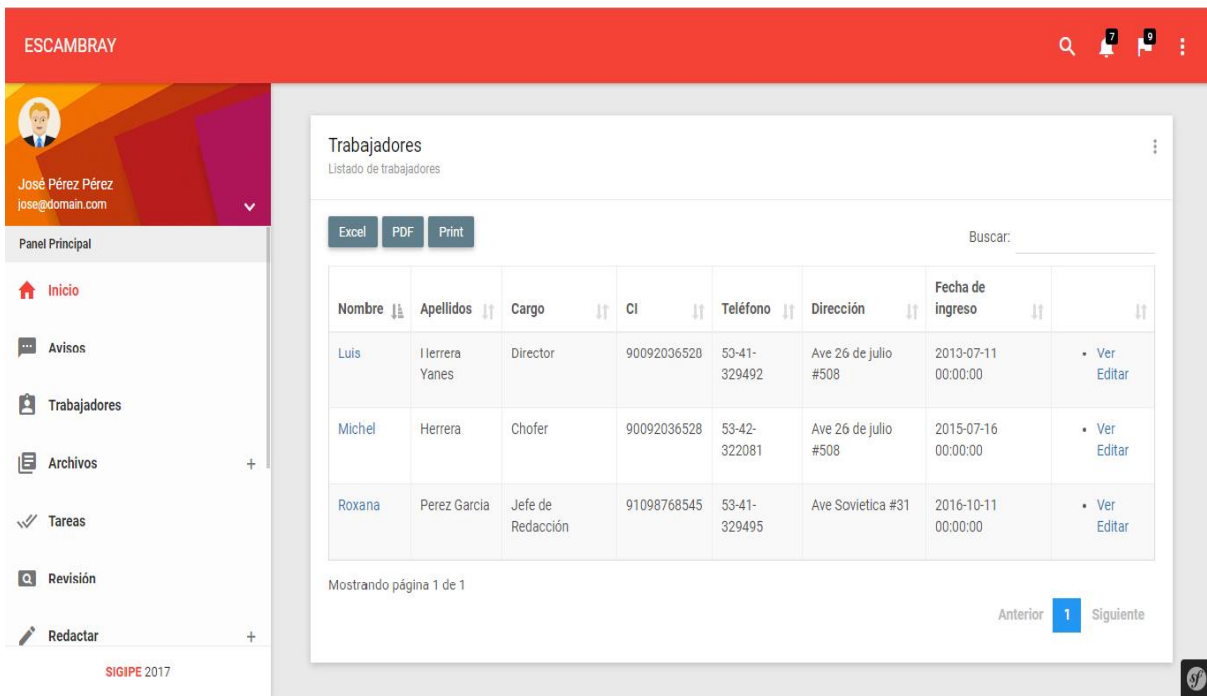 ESCAMBRAY
7
9
José Pérez Pérez
jose@domain.com
Panel Principal
Inicio
Avisos
Trabajadores
Archivos +
Tareas
Revisión
Redactar +
SIGIPE 2017
Trabajadores
Listado de trabajadores
Excel PDF Print
Buscar:
Nombre Apellidos Cargo CI Teléfono Dirección Fecha de
ingreso
Luis Herrera Director 90092036528 53-41- Ave 26 de julio 2013-07-11 • Ver
Yanes 329492 #508 00:00:00 Editar
Michel Herrera Chofer 90092036528 53-42- Ave 26 de julio 2015-07-16 • Ver
322081 #508 00:00:00 Editar
Roxana Perez Garcia Jefe de 91098768545 53-41- Ave Sovietica #31 2016-10-11 • Ver
Redacción 329495 00:00:00 Editar
Mostrando página 1 de 1
Anterior 1 Siguiente
sf